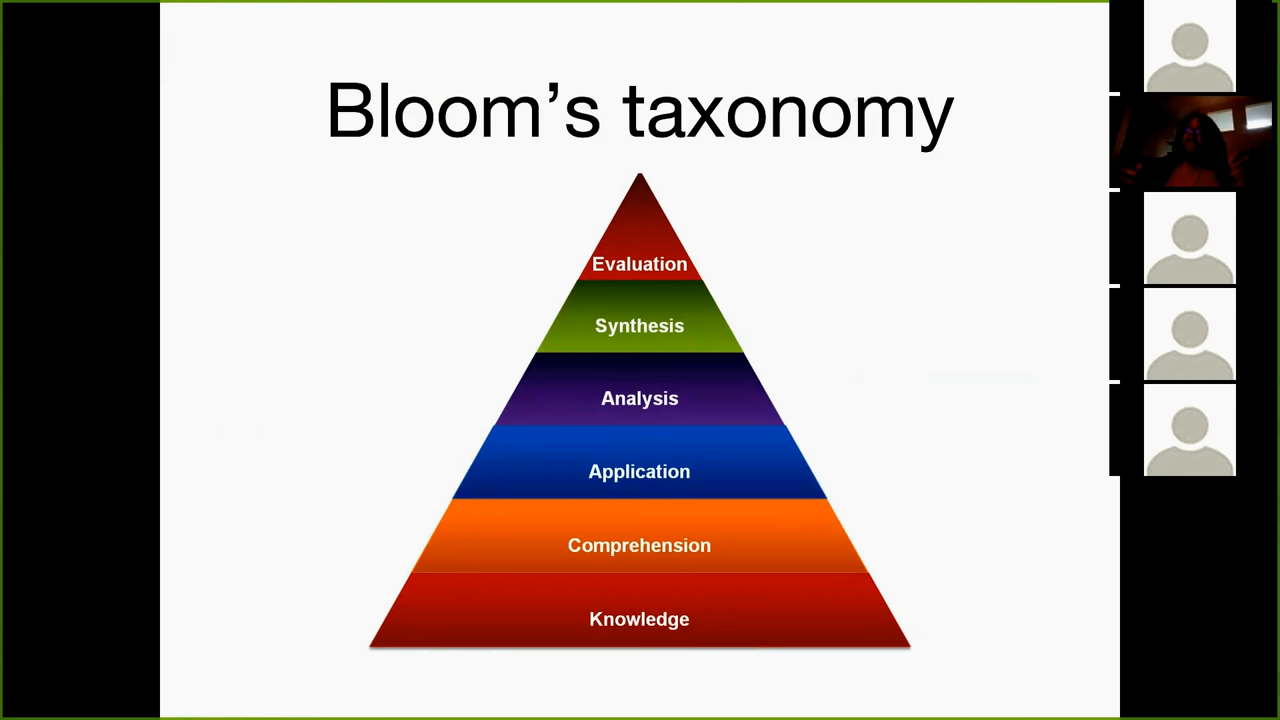 Bloom’s taxonomy
Evaluation
Synthesis
Analysis
Application
Comprehension
Knowledge